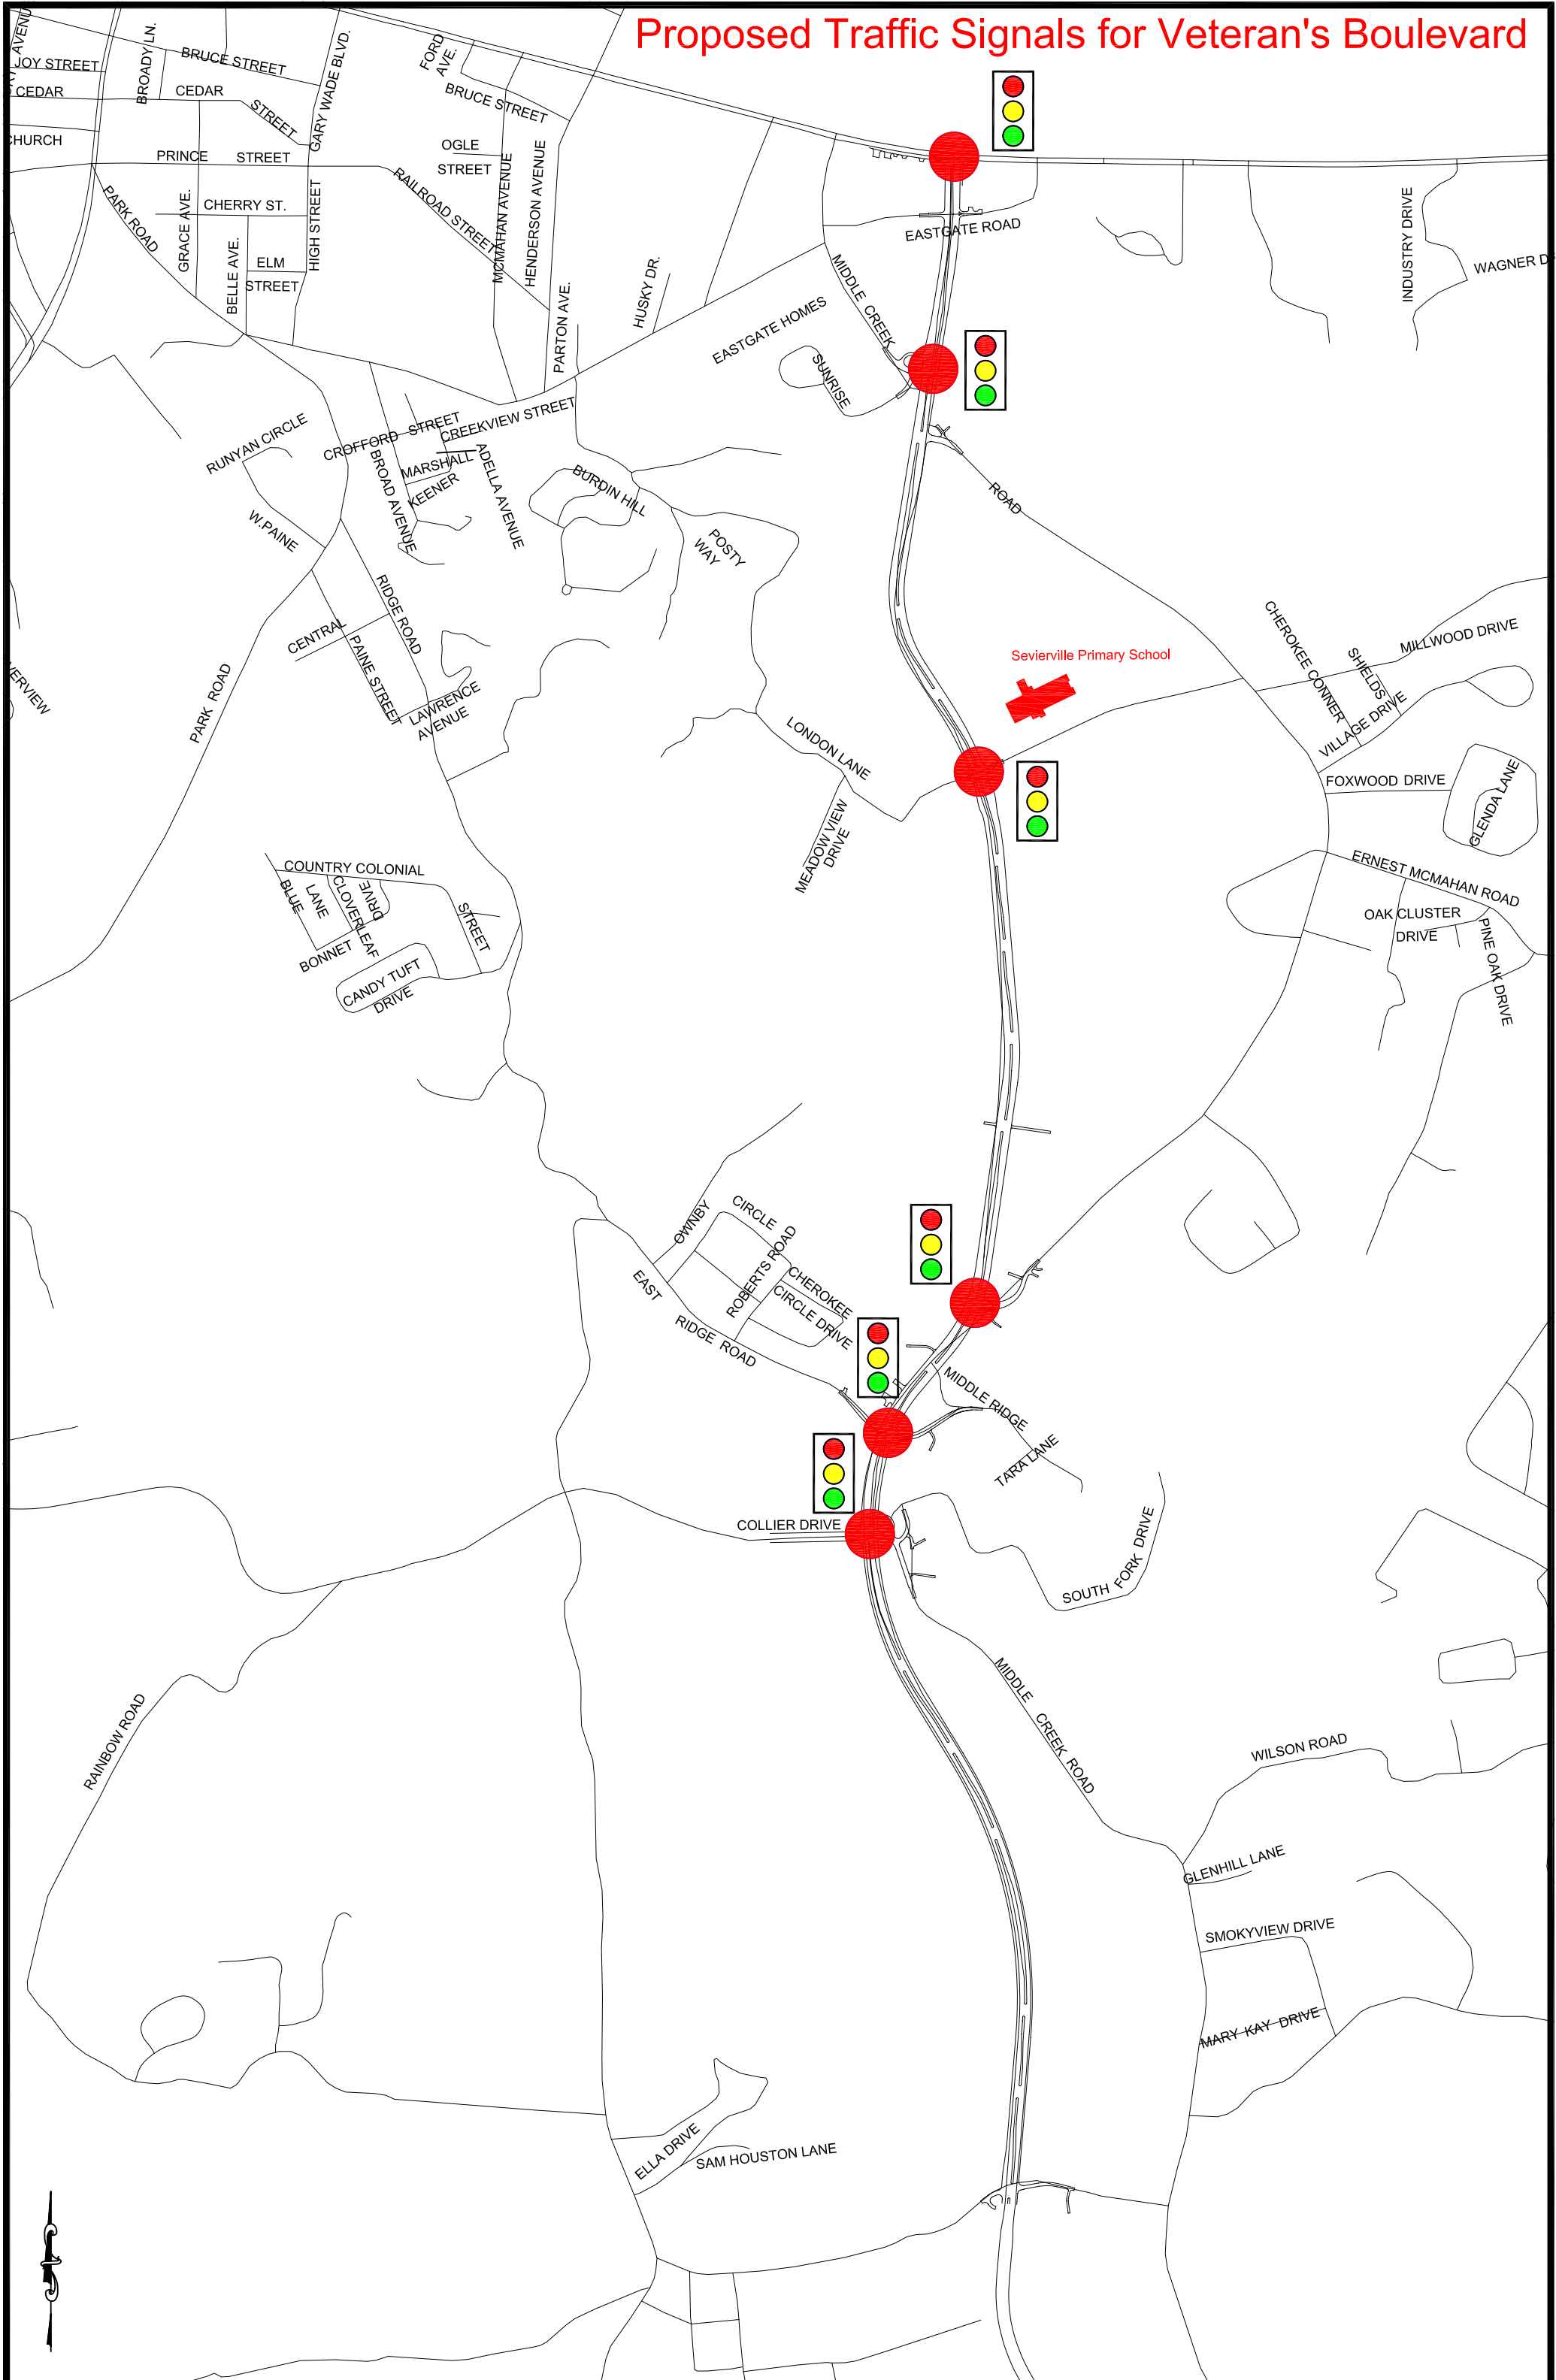 Proposed Traffic Signals for Veteran's Boulevard
JOY STREET
BROADY LN.
BRUCE STREET
GARY WADE BLVD.
FORD
AVE.
BRUCE STREET
CEDAR
CEDAR
STREET
CHURCH
PRINCE STREET
OGLE
STREET
RAILROAD STREET
MCMAHAN AVENUE
HENDERSON AVENUE
PARK ROAD
GRACE AVE.
CHERRY ST.
HIGH STREET
BELLE AVE.
ELM
STREET
PARTON AVE.
HUSKY DR.
EASTGATE ROAD
MIDDLE CREEK
INDUSTRY DRIVE
WAGNER D
EASTGATE HOMES
SUNRISE
RUNYAN CIRCLE
CROFFORD STREET
CREEKVIEW STREET
MARSHALL
KEENER
BROAD AVENUE
ADELLA AVENUE
BURDIN HILL
POSTY
WAY
ROAD
W.PAINE
RIDGE ROAD
CENTRAL
PAINE STREET
LAWRENCE
AVENUE
PARK ROAD
Sevierville Primary School
CHEROKEE CONNER
SHIELDS
MILLWOOD DRIVE
VILLAGE DRIVE
FOXWOOD DRIVE
GLENDA LANE
LONDON LANE
MEADOW VIEW
DRIVE
ERNEST MCMAHAN ROAD
OAK CLUSTER
DRIVE
PINE OAK DRIVE
COUNTRY COLONIAL
BLUE
LANE
CLOVERLEAF
DRIVE
STREET
BONNET
CANDY TUFT
DRIVE
OWNBY
CIRCLE
ROBERTS ROAD
CHEROKEE
CIRCLE DRIVE
EAST
RIDGE ROAD
MIDDLE RIDGE
TARA LANE
COLLIER DRIVE
SOUTH FORK DRIVE
MIDDLE CREEK ROAD
RAINBOW ROAD
WILSON ROAD
GLENHILL LANE
SMOKYVIEW DRIVE
MARY KAY DRIVE
ELLA DRIVE
SAM HOUSTON LANE